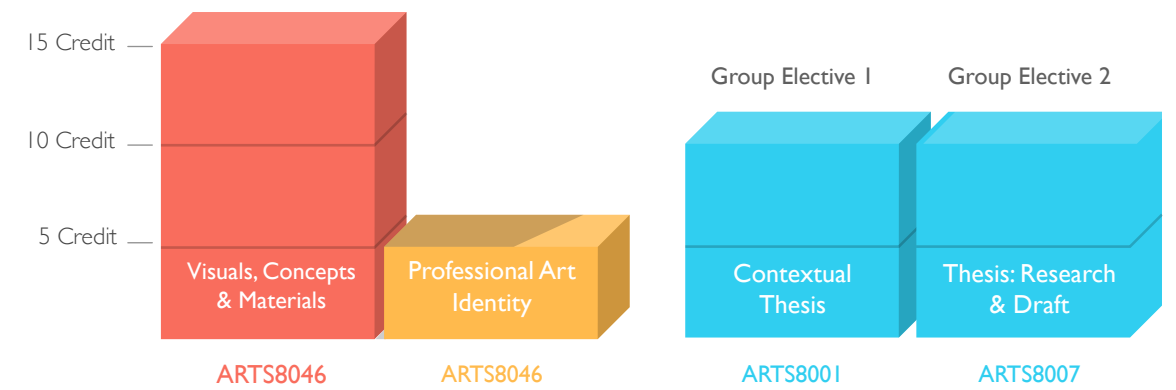 15 Credit
10 Credit
5 Credit
Visuals, Concepts
& Materials
ARTS8046
Professional Art
Identity
ARTS8046
Group Elective 1
Contextual
Thesis
ARTS8001
Group Elective 2
Thesis: Research
& Draft
ARTS8007